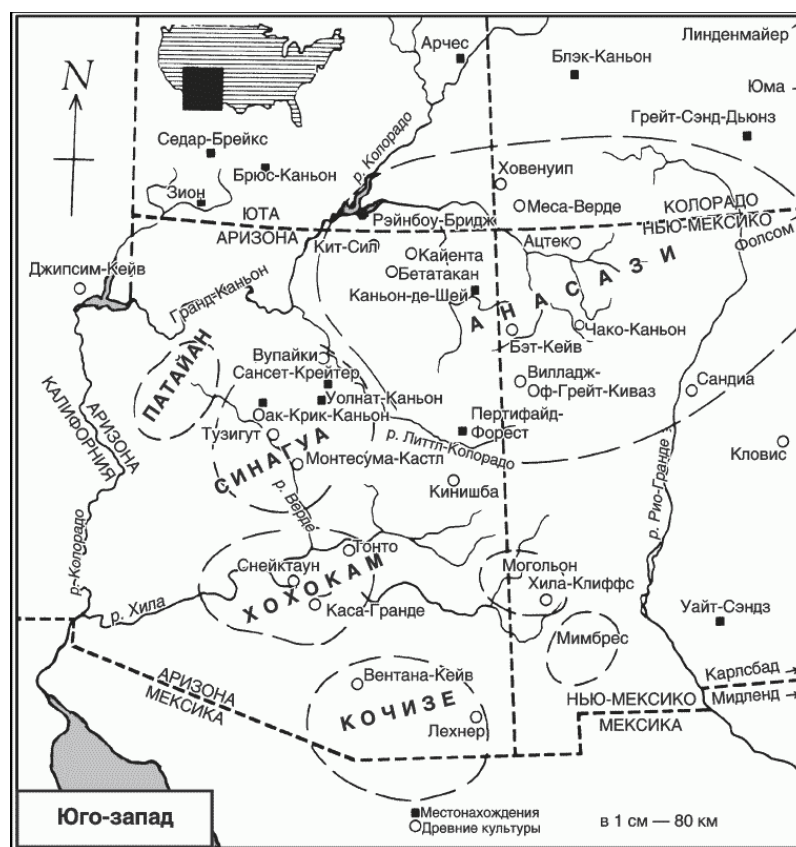 Арчес
Линденмайер
Блэк-Каньон
Юма
N
Грейт-Сэнд-Дьюнз
Седар-Брейкс
р. Колорадо
Брюс-Каньон
Ховенуип
Зион
Меса-Верде
КОЛОРАДО
ЮТА
Рэйнбоу-Бридж
НЬЮ-МЕКСИКО
АРИЗОНА
Кит-Сил
Кайента
Ацтек
Фолсом
Бетатакан
Джипсим-Кейв
Гранд-Каньон
Каньон-де-Шей
АНАСАЗИ
Чако-Каньон
Бэт-Кейв
Вупайки
Сансет-Крейтер
ПАТАЙАН
Вилладж-
Оф-Грейт-Киваз
Сандиа
Уолнат-Каньон
Оак-Крик-Каньон
Пертифайд-
Форест
АРИЗОНА
КАЛИФОРНИЯ
Тузигут
р. Литтл-Колорадо
СИНАГУА
Монтесума-Кастл
Кловис
Кинишба
р. Верде
р. Рио-Гранде
р. Колорадо
Тонто
Снейктаун
Могольон
ХОХОКАМ
Хила-Клиффс
р. Хила
Каса-Гранде
Уайт-Сэндз
Мимбрес
АРИЗОНА
МЕКСИКА
Вентана-Кейв
Карлсбад →
КОЧИЗЕ
НЬЮ-МЕКСИКО
Мидленд →
МЕКСИКА
Лехнер
Юго-запад
Местонахождения
Древние культуры
в 1 см — 80 км